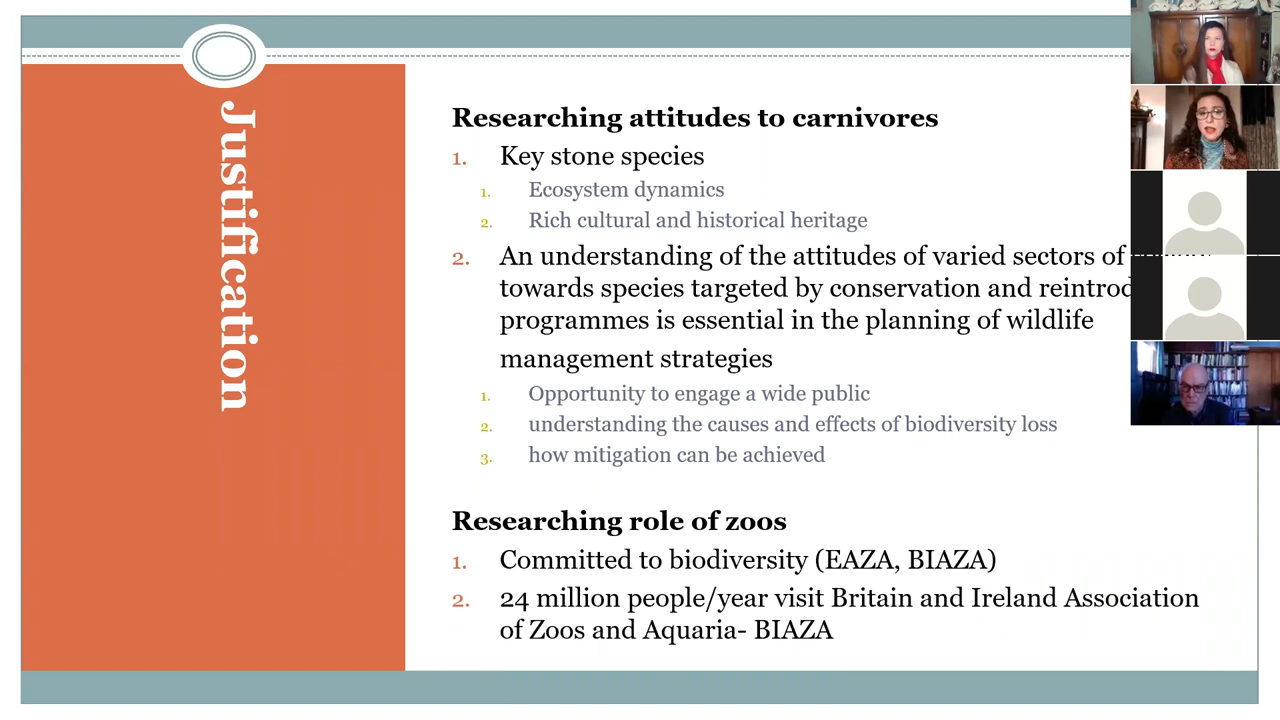 Justification
Researching attitudes to carnivores
1. Key stone species
1. Ecosystem dynamics
2. Rich cultural and historical heritage
2. An understanding of the attitudes of varied sectors of
towards species targeted by conservation and reintrod
programmes is essential in the planning of wildlife
management strategies
1. Opportunity to engage a wide public
2. understanding the causes and effects of biodiversity loss
3. how mitigation can be achieved
Researching role of zoos
1. Committed to biodiversity (EAZA, BIAZA)
2. 24 million people/year visit Britain and Ireland Association
of Zoos and Aquaria- BIAZA